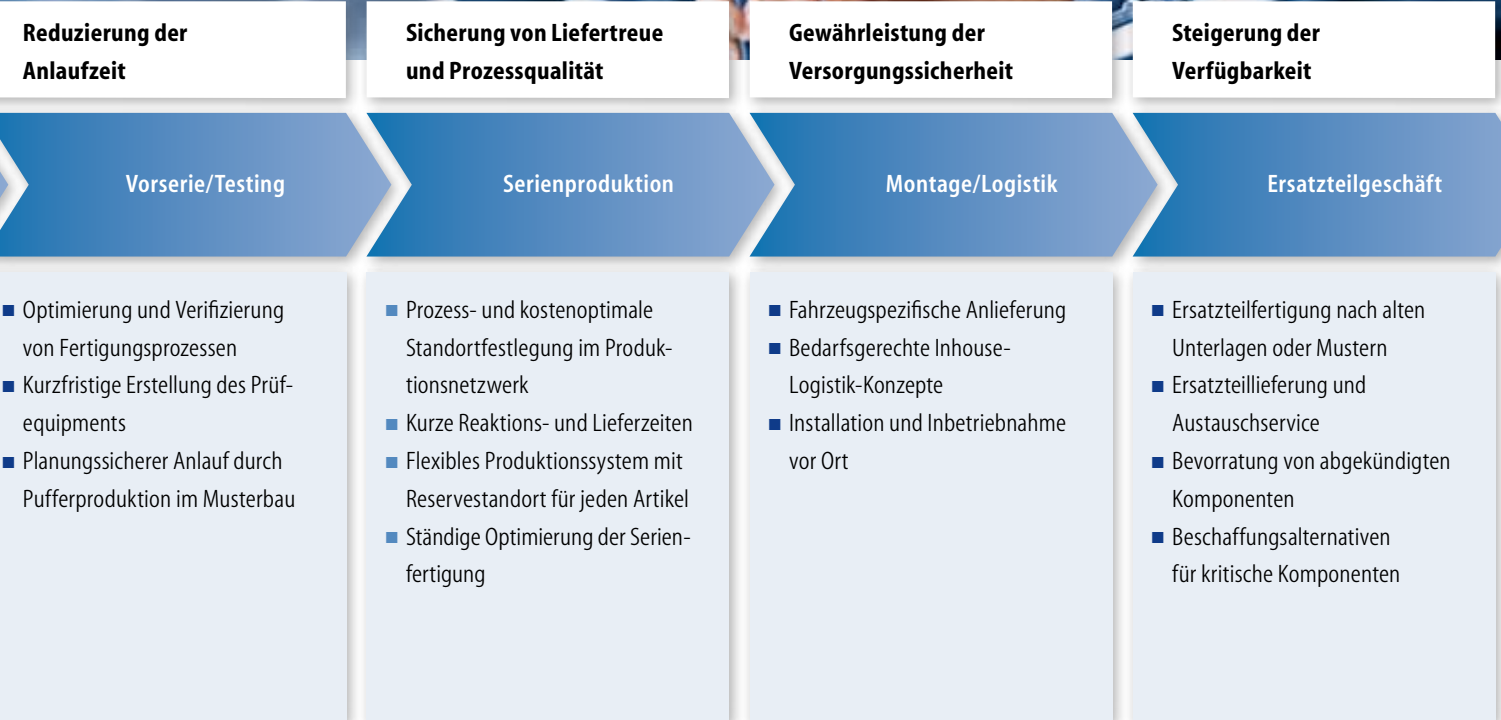 Reduzierung der
Anlaufzeit
Vorserie/Testing
■ Optimierung und Verifizierung
von Fertigungsprozessen
■ Kurzfristige Erstellung des Prüf-
equipments
■ Planungssicherer Anlauf durch
Pufferproduktion im Musterbau
Sicherung von Liefertreue
und Prozessqualität
Serienproduktion
■ Prozess- und kostenoptimale
Standortfestlegung im Produk-
tionsnetzwerk
■ Kurze Reaktions- und Lieferzeiten
■ Flexibles Produktionssystem mit
Reservestandort für jeden Artikel
■ Ständige Optimierung der Serien-
fertigung
Gewährleistung der
Versorgungssicherheit
Montage/Logistik
■ Fahrzeugspezifische Anlieferung
■ Bedarfsgerechte Inhouse-
Logistik-Konzepte
■ Installation und Inbetriebnahme
vor Ort
Steigerung der
Verfügbarkeit
Ersatzteilgeschäft
■ Ersatzteilfertigung nach alten
Unterlagen oder Mustern
■ Ersatzteillieferung und
Austauschservice
■ Bevorratung von abgekündigten
Komponenten
■ Beschaffungsalternativen
für kritische Komponenten